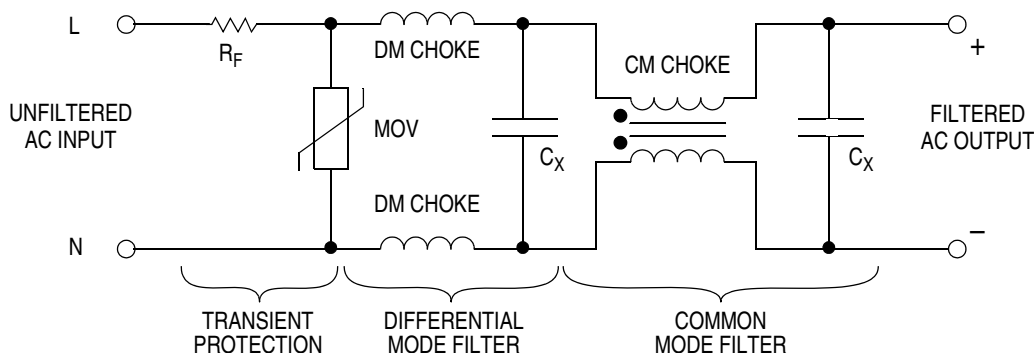 L
R_F
DM CHOKE
CM CHOKE
+
UNFILTERED
AC INPUT
MOV
C_X
C_X
FILTERED
AC OUTPUT
DM CHOKE
N
−
TRANSIENT
PROTECTION
DIFFERENTIAL
MODE FILTER
COMMON
MODE FILTER